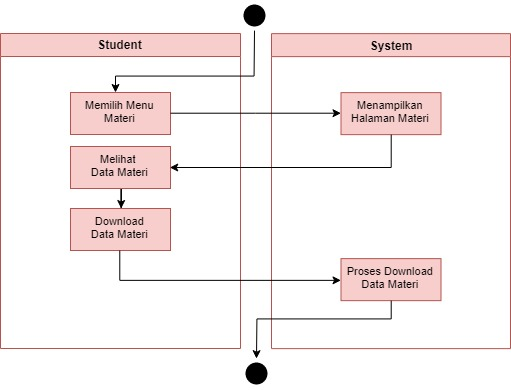 Student
System
Memilih Menu
Materi
Menampilkan
Halaman Materi
Melihat
Data Materi
Download
Data Materi
Proses Download
Data Materi